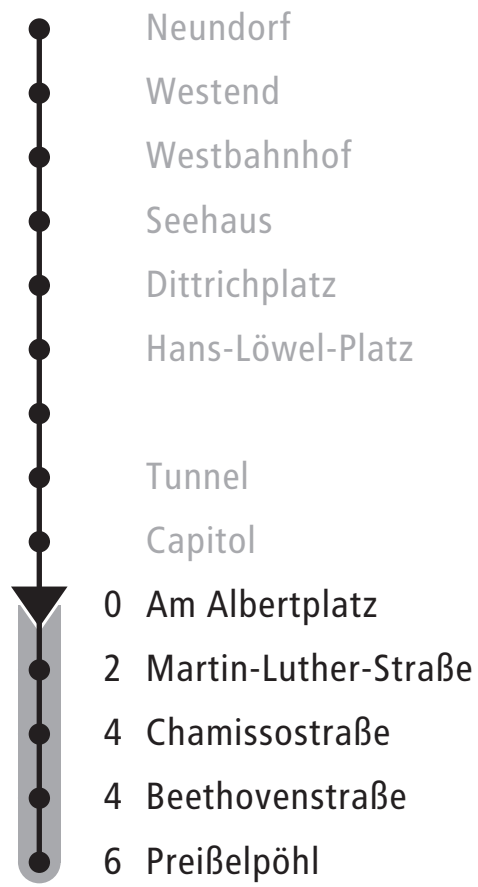 Neundorf
Westend
Westbahnhof
Seehaus
Dittrichplatz
Hans-Löwel-Platz
Tunnel
Capitol
0 Am Albertplatz
2 Martin-Luther-Straße
4 Chamissostraße
4 Beethovenstraße
6 Preißelpöhl